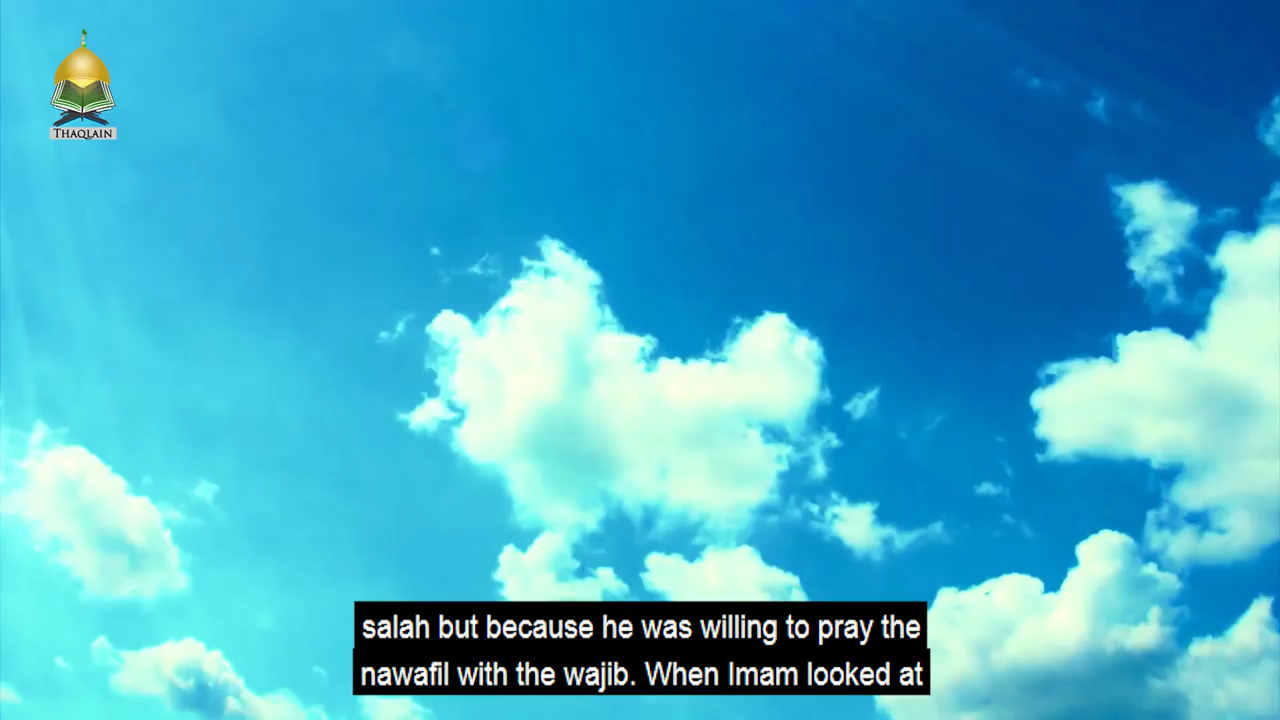 THAQLAIN
salah but because he was willing to pray the
nawafil with the wajib. When Imam looked at